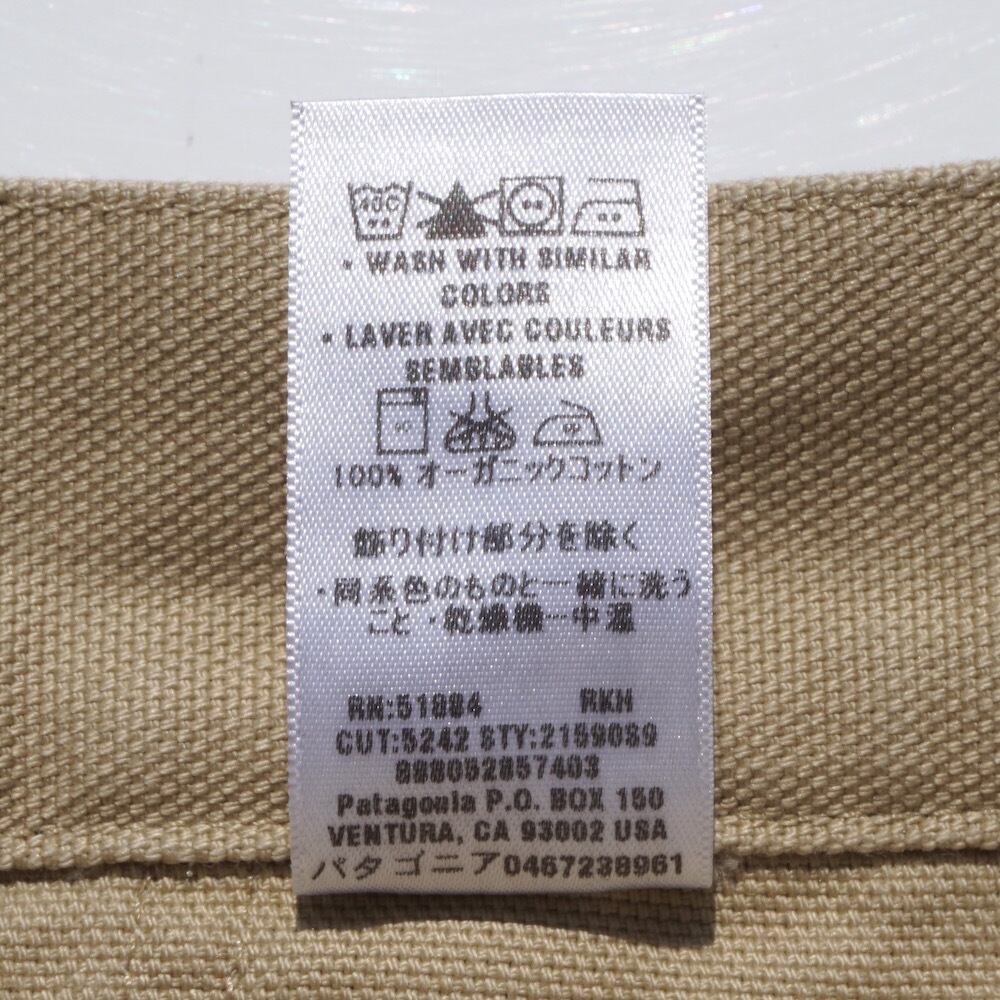 40C
• WASH WITH SIMILAR
COLORS
• LAVER AVEC COULEURS
SEMBLABLES
100% オーガニックコットン
飾り付け部分を除く
・同系色のものと一緒に洗う
こと・乾燥機一中温
RN:51884 RKH
CUT:5242 STY:2159089
888052857403
Patagonia P.O. BOX 150
VENTURA, CA 93002 USA
パタゴニア0467238961